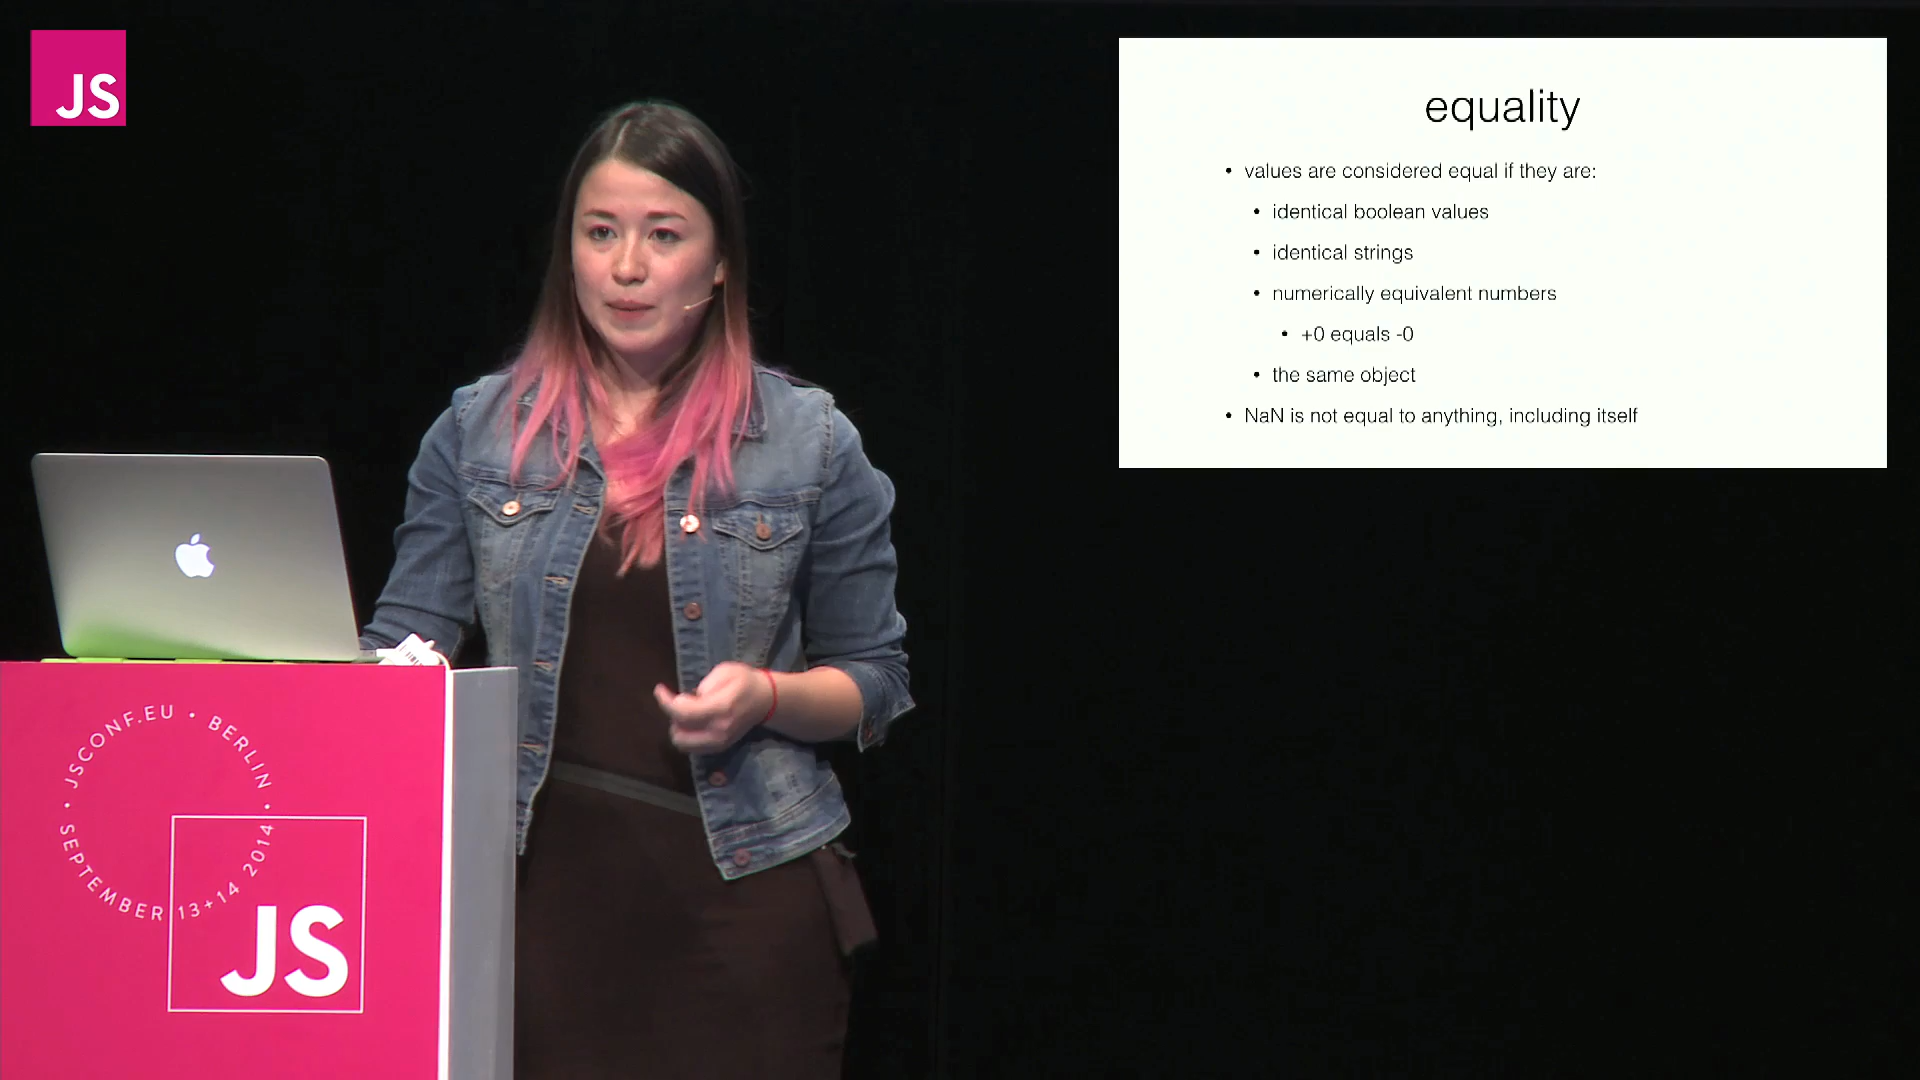 JS
equality
• values are considered equal if they are:
• identical boolean values
• identical strings
• numerically equivalent numbers
• +0 equals -0
• the same object
• NaN is not equal to anything, including itself
• JSCONF.EU • BERLIN •
SEPTEMBER 13+14 2014
JS